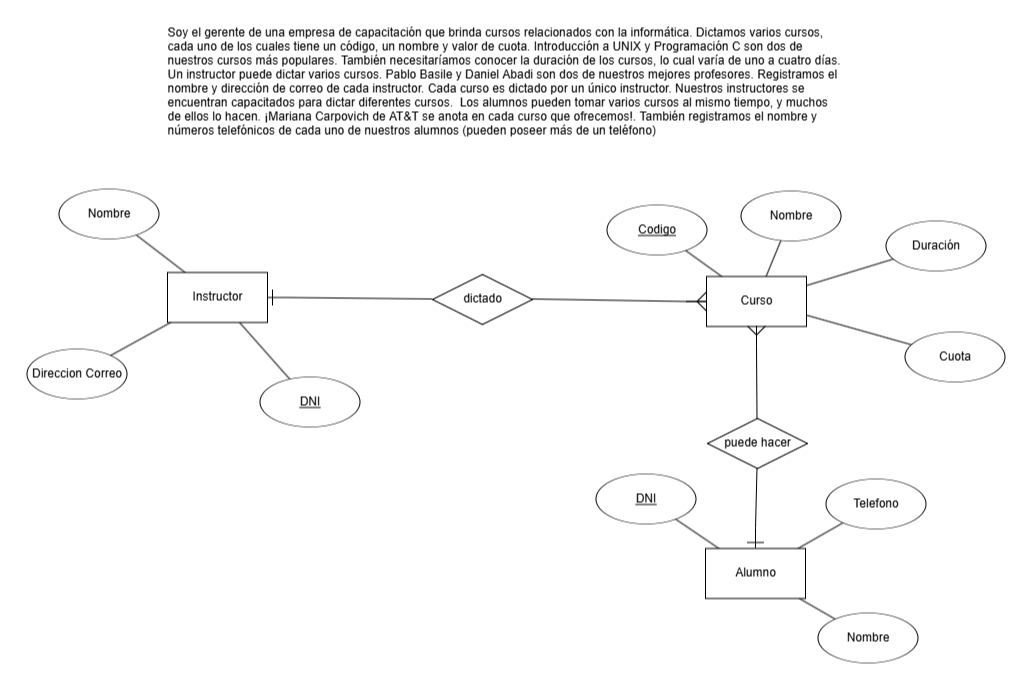 Soy el gerente de una empresa de capacitación que brinda cursos relacionados con la informática. Dictamos varios cursos,
cada uno de los cuales tiene un código, un nombre y valor de cuota. Introducción a UNIX y Programación C son dos de
nuestros cursos más populares. También necesitaríamos conocer la duración de los cursos, lo cual varía de uno a cuatro días.
Un instructor puede dictar varios cursos. Pablo Basile y Daniel Abadi son dos de nuestros mejores profesores. Registramos el
nombre y dirección de correo de cada instructor. Cada curso es dictado por un único instructor. Nuestros instructores se
encuentran capacitados para dictar diferentes cursos.  Los alumnos pueden tomar varios cursos al mismo tiempo, y muchos
de ellos lo hacen. ¡Mariana Carpovich de AT&T se anota en cada curso que ofrecemos!. También registramos el nombre y
números telefónicos de cada uno de nuestros alumnos (pueden poseer más de un teléfono)
Nombre
Codigo
Nombre
Duración
Instructor
dictado
Curso
Direccion Correo
DNI
Cuota
puede hacer
DNI
Telefono
Alumno
Nombre